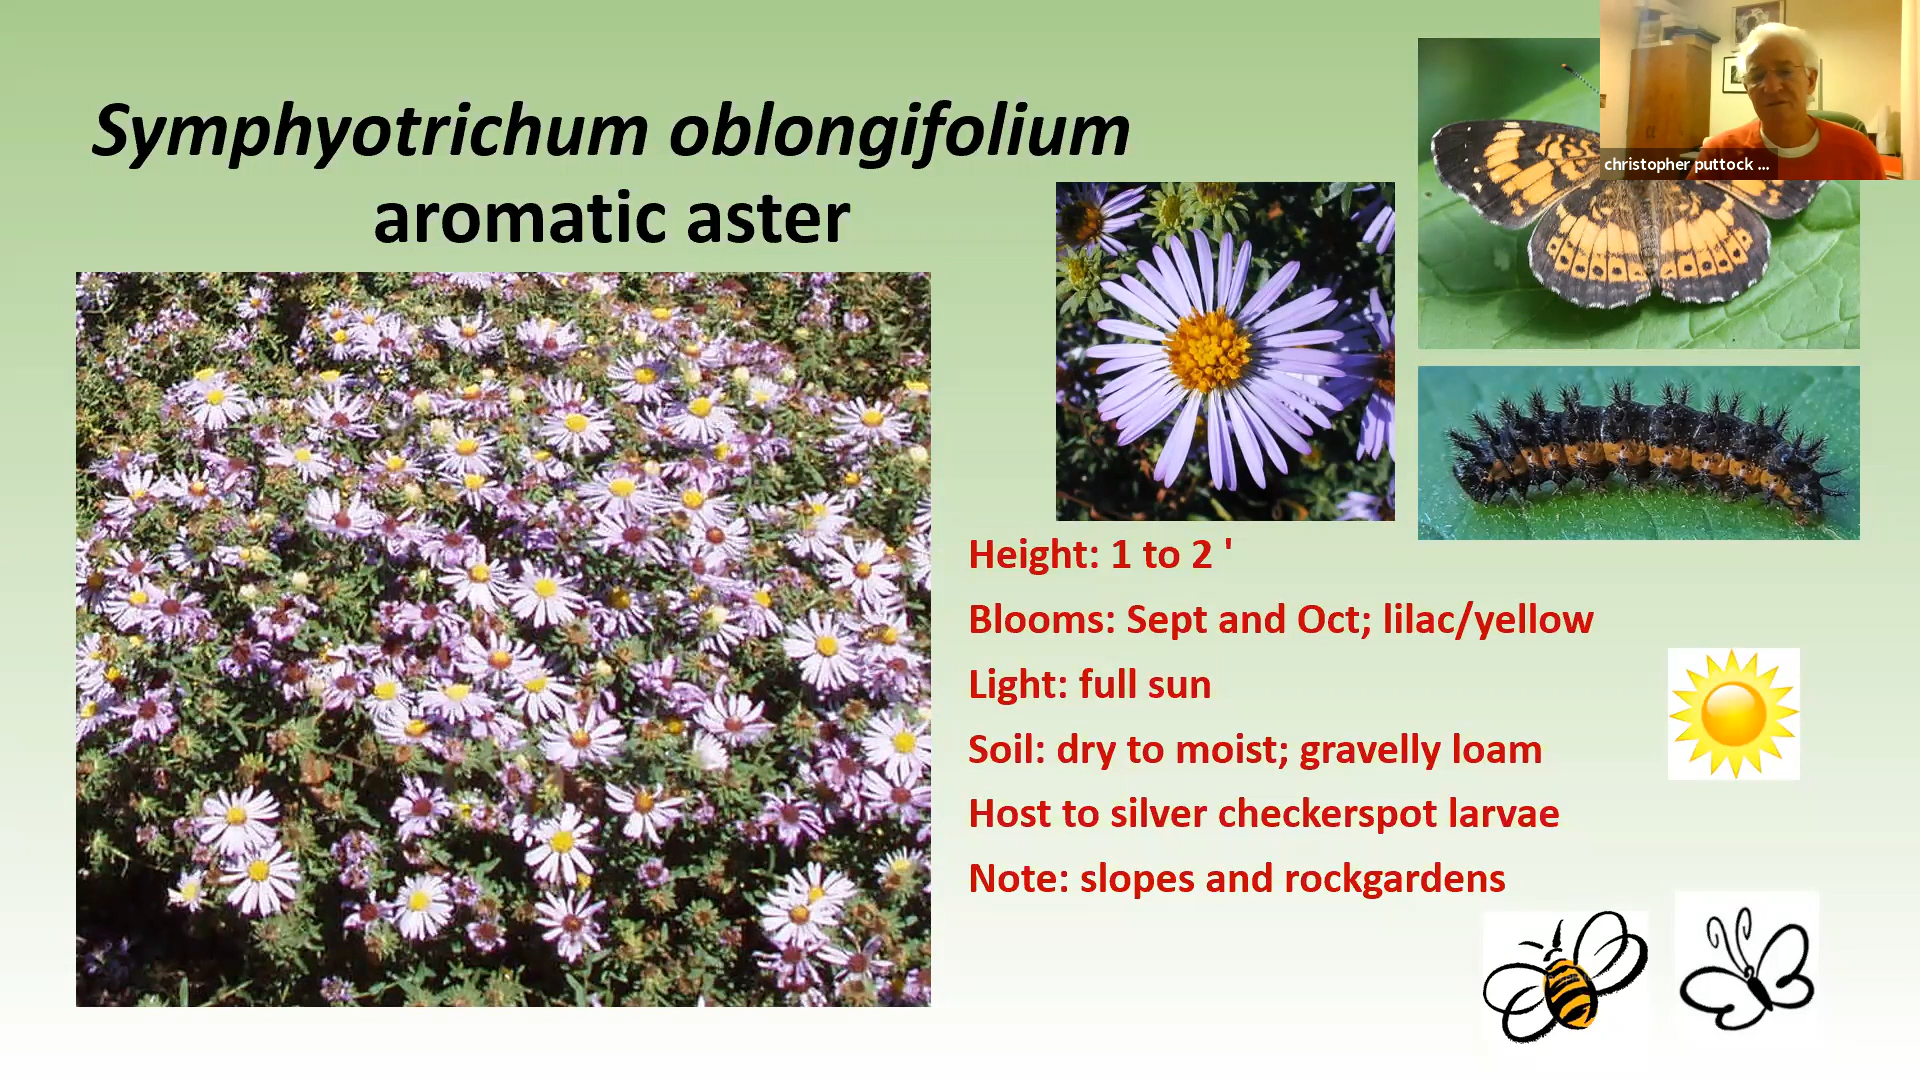 Symphyotrichum oblongifolium
aromatic aster
christopher puttock ...
Height: 1 to 2 '
Blooms: Sept and Oct; lilac/yellow
Light: full sun
Soil: dry to moist; gravelly loam
Host to silver checkerspot larvae
Note: slopes and rockgardens